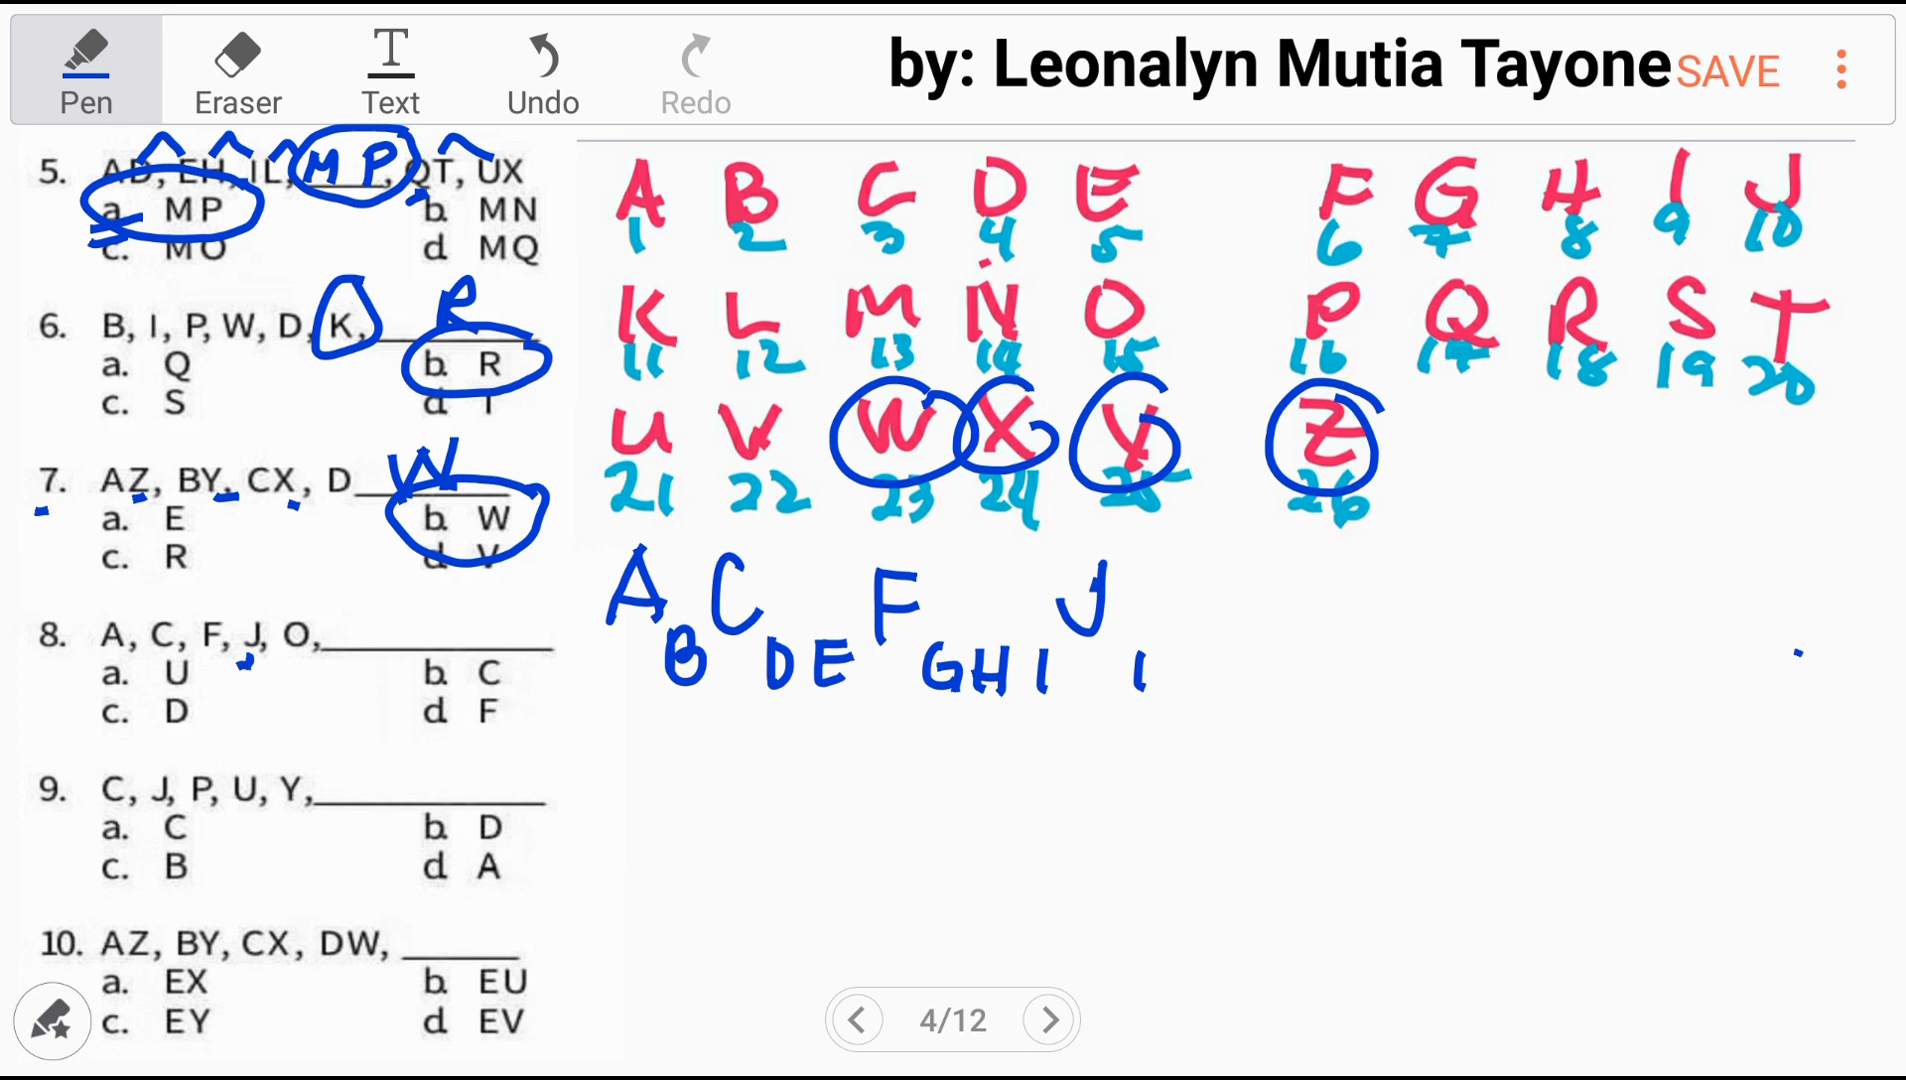 Pen Eraser Text Undo Redo by: Leonalyn Mutia Tayone SAVE
5. AD, EH, IL, M P, QT, UX
a. MP b. MN
c. MO d MQ
6. B, I, P, W, D, K, R
a. Q b. R
c. S d T
7. AZ, BY, CX, D W
a. E b. W
c. R d V
8. A, C, F, J, O,
a. U b. C
c. D d F
9. C, J, P, U, Y,
a. C b. D
c. B d A
10. AZ, BY, CX, DW,
a. EX b. EU
c. EY d EV
A B C D E F G H I J
1 2 3 4 5 6 7 8 9 10
K L M N O P Q R S T
11 12 13 14 15 16 17 18 19 20
U V W X Y Z
21 22 23 24 25 26
A C F J
B D E G H I I
4/12